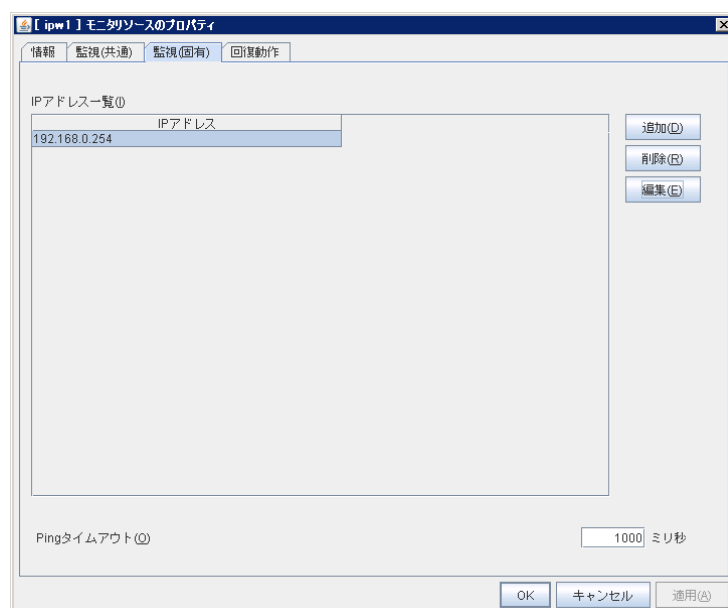 [ ipw1 ] モニタリソースのプロパティ
情報 監視(共通) 監視(固有) 回復動作
IPアドレス一覧(I)
IPアドレス
192.168.0.254
追加(D)
削除(R)
編集(E)
Pingタイムアウト(O) 1000 ミリ秒
OK キャンセル 適用(A)